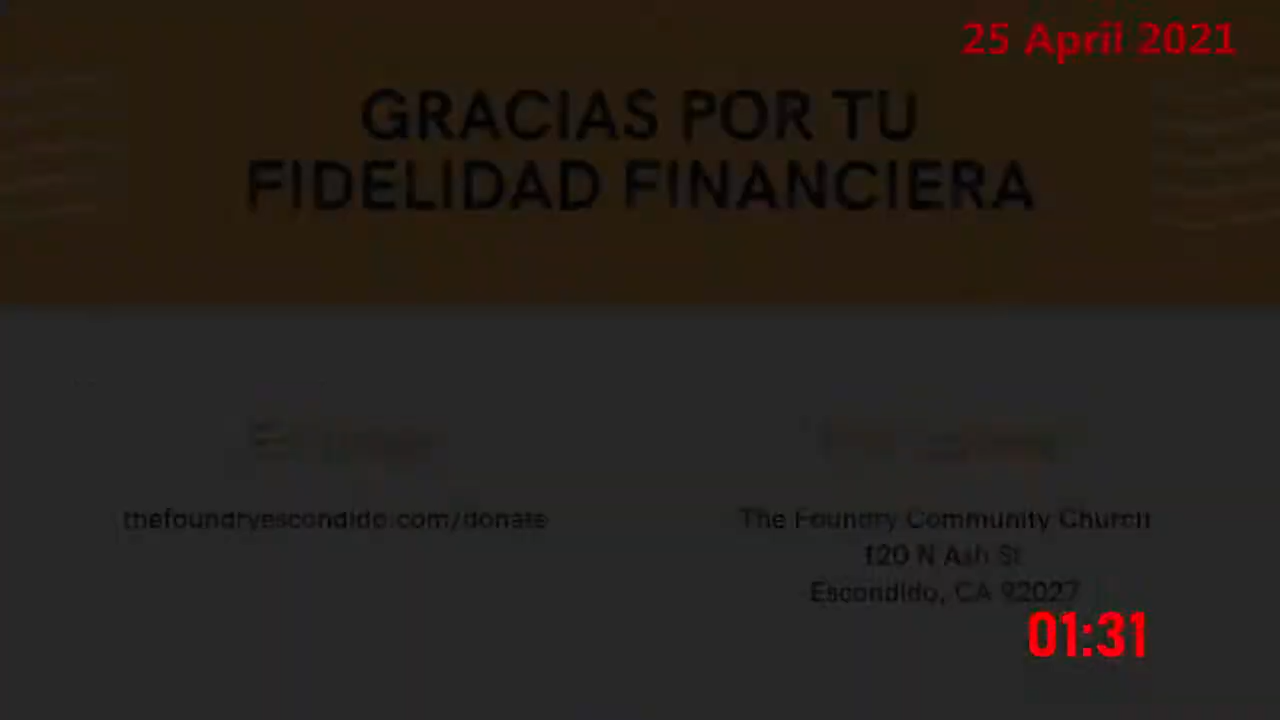 25 April 2021
GRACIAS POR TU
FIDELIDAD FINANCIERA
thefoundryescondido.com/donate
The Foundry Community Church
120 N Ash St
Escondido, CA 92027
01:31